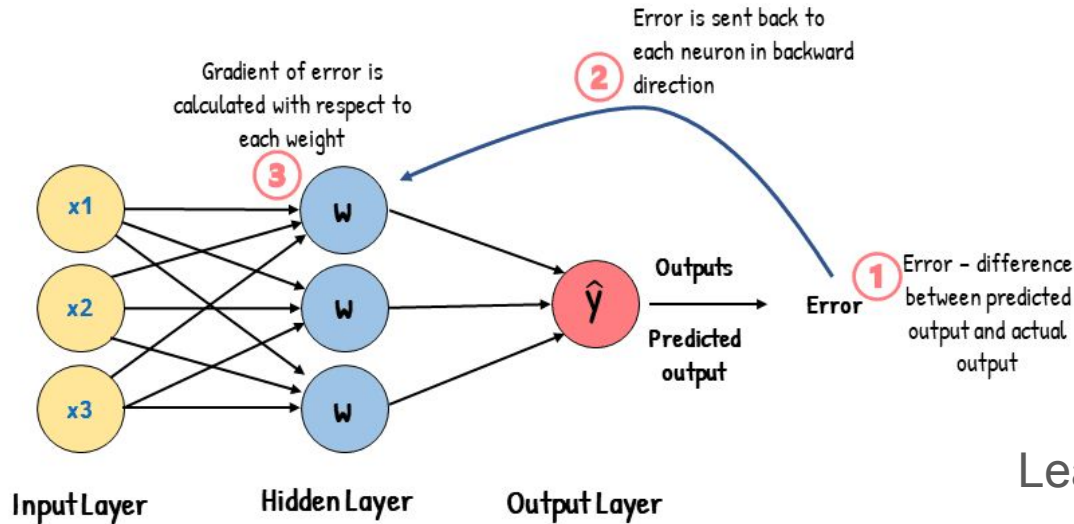 Error is sent back to
each neuron in backward
direction
2
Gradient of error is
calculated with respect to
each weight
3
x1
w
x2
w
x3
w
ŷ
Outputs
Predicted
output
Error
1
Error – difference
between predicted
output and actual
output
Input Layer
Hidden Layer
Output Layer
Lea